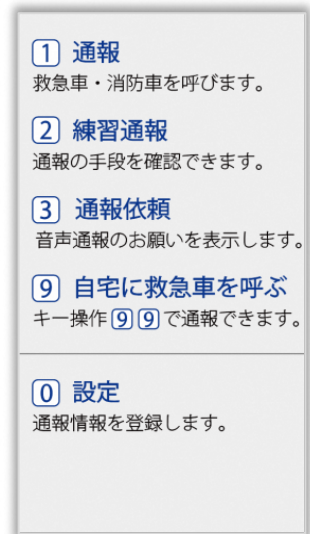 1 通報
救急車・消防車を呼びます。
2 練習通報
通報の手段を確認できます。
3 通報依頼
音声通報のお願いを表示します。
9 自宅に救急車を呼ぶ
キー操作99で通報できます。
0 設定
通報情報を登録します。